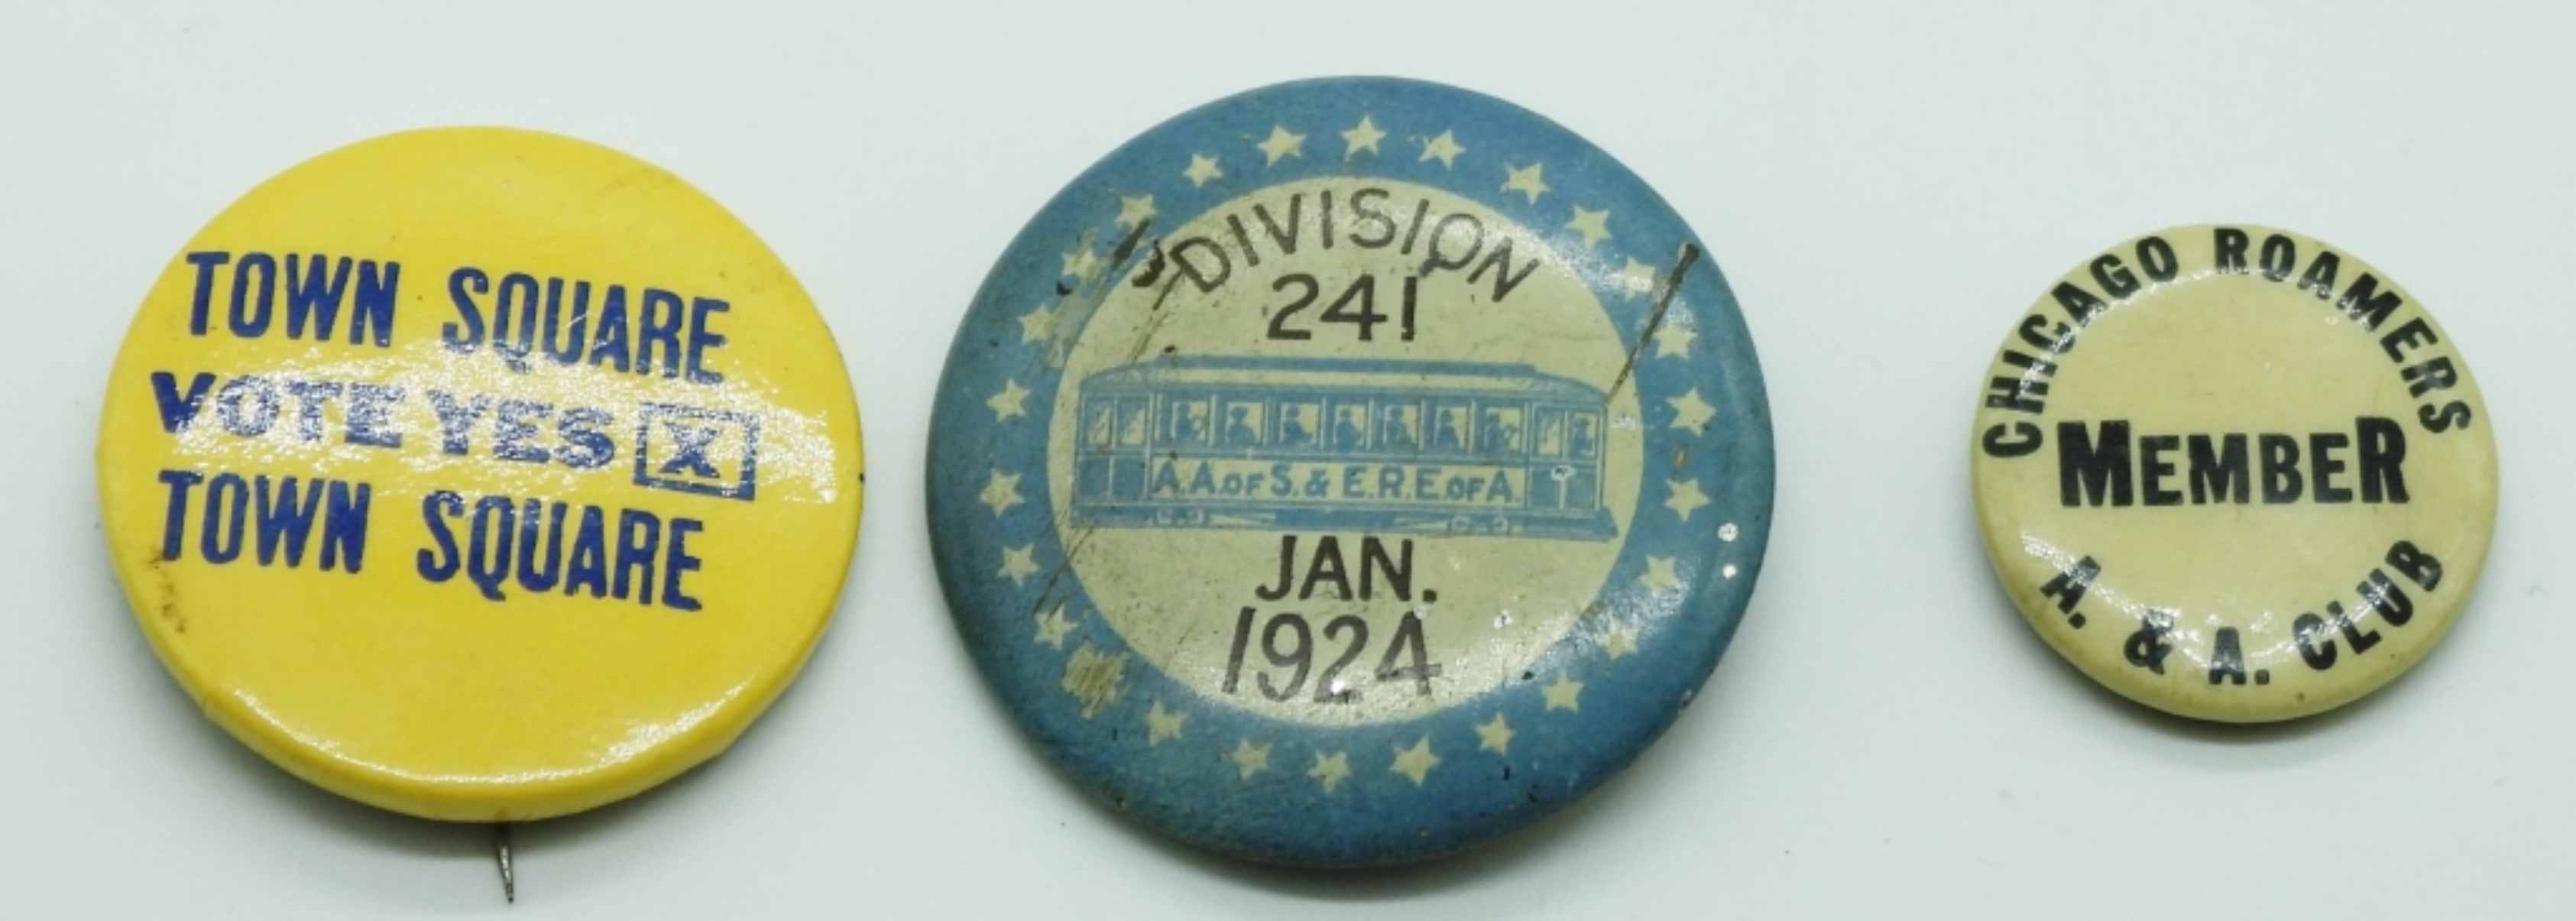 TOWN SQUARE
VOTE YES X
TOWN SQUARE
DIVISION
241
A.A. OF S. & E.R.E. OF A.
JAN.
1924
CHICAGO ROAMERS
MEMBER
A. & A. CLUB